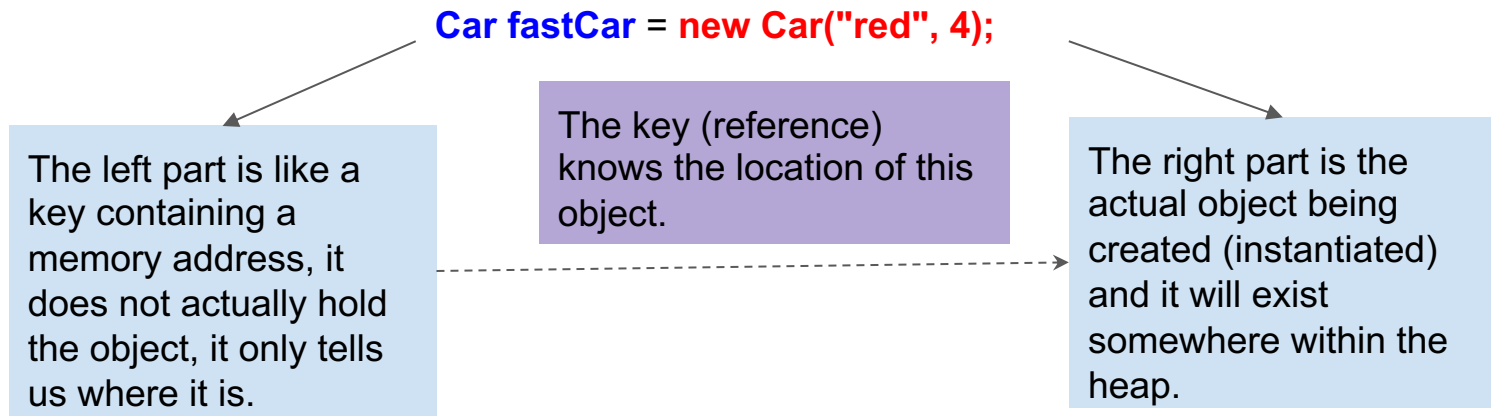 Car fastCar = new Car("red", 4);
The left part is like a
key containing a
memory address, it
does not actually hold
the object, it only tells
us where it is.
The key (reference)
knows the location of this
object.
The right part is the
actual object being
created (instantiated)
and it will exist
somewhere within the
heap.